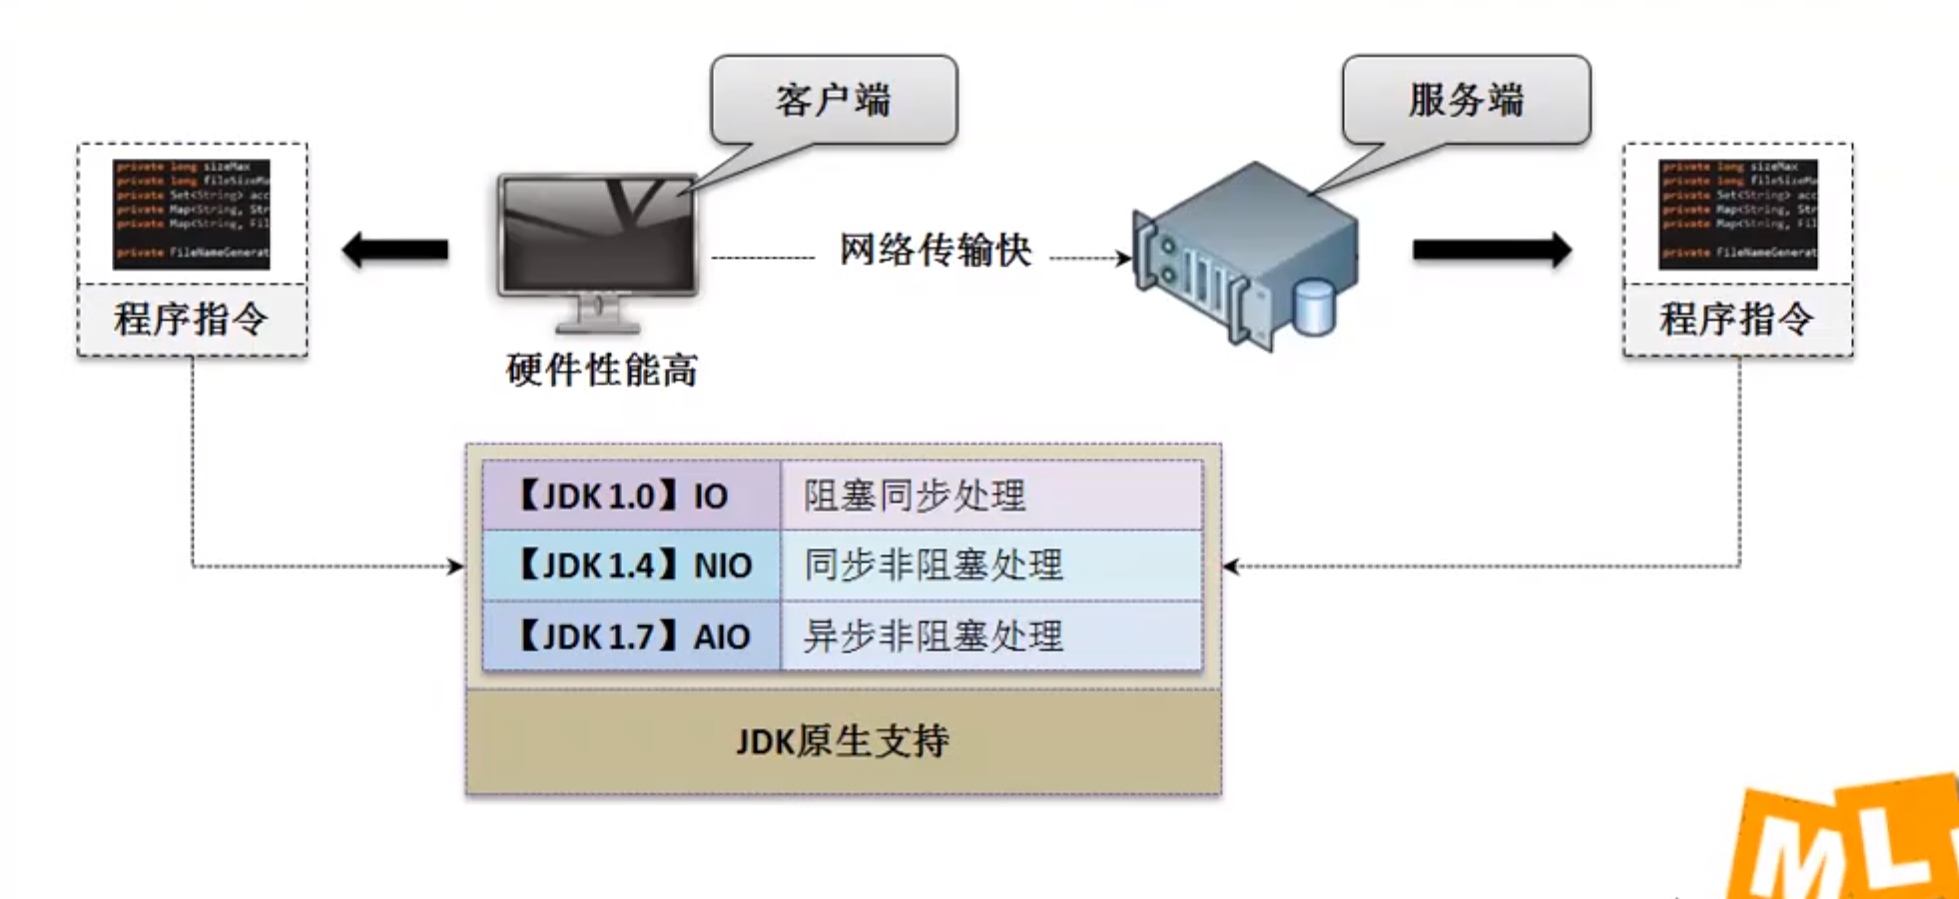 客户端
服务端
private long sizeMax
private long fileSizeMa
private Set<String> acc
private Map<String, Str
private Map<String, Fil
private FileNameGenerat
程序指令
硬件性能高
网络传输快
private long sizeMax
private long fileSizeMa
private Set<String> acc
private Map<String, Str
private Map<String, Fil
private FileNameGenerat
程序指令
【JDK 1.0】IO 阻塞同步处理
【JDK 1.4】NIO 同步非阻塞处理
【JDK 1.7】AIO 异步非阻塞处理
JDK原生支持
ML